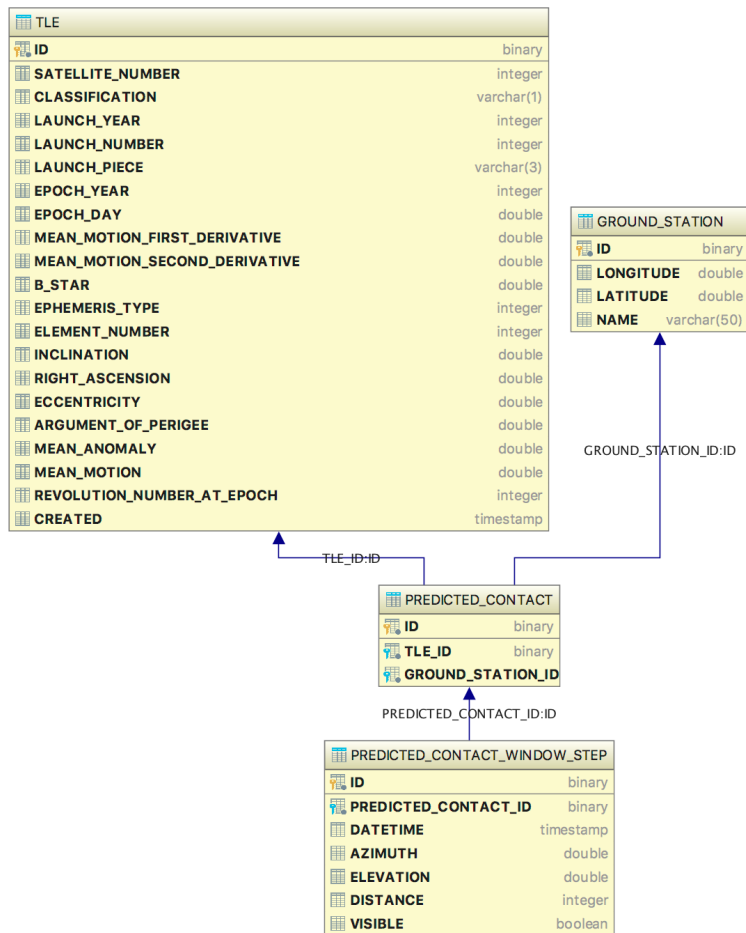 TLE
ID binary
SATELLITE_NUMBER integer
CLASSIFICATION varchar(1)
LAUNCH_YEAR integer
LAUNCH_NUMBER integer
LAUNCH_PIECE varchar(3)
EPOCH_YEAR integer
EPOCH_DAY double
MEAN_MOTION_FIRST_DERIVATIVE double
MEAN_MOTION_SECOND_DERIVATIVE double
B_STAR double
EPHEMERIS_TYPE integer
ELEMENT_NUMBER integer
INCLINATION double
RIGHT_ASCENSION double
ECCENTRICITY double
ARGUMENT_OF_PERIGEE double
MEAN_ANOMALY double
MEAN_MOTION double
REVOLUTION_NUMBER_AT_EPOCH integer
CREATED timestamp
GROUND_STATION
ID binary
LONGITUDE double
LATITUDE double
NAME varchar(50)
GROUND_STATION_ID:ID
TLE_ID:ID
PREDICTED_CONTACT
ID binary
TLE_ID binary
GROUND_STATION_ID
PREDICTED_CONTACT_ID:ID
PREDICTED_CONTACT_WINDOW_STEP
ID binary
PREDICTED_CONTACT_ID binary
DATETIME timestamp
AZIMUTH double
ELEVATION double
DISTANCE integer
VISIBLE boolean